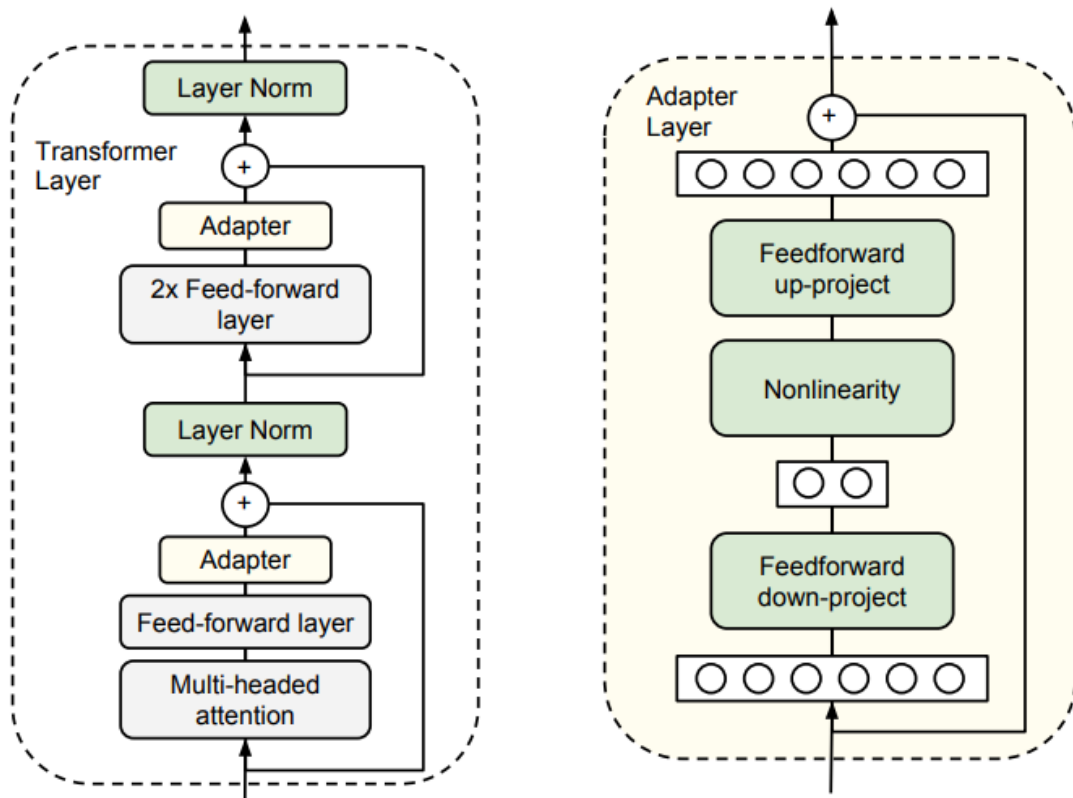 Layer Norm
Transformer
Layer
+
Adapter
2x Feed-forward
layer
Layer Norm
+
Adapter
Feed-forward layer
Multi-headed
attention
Adapter
Layer
+
Feedforward
up-project
Nonlinearity
Feedforward
down-project